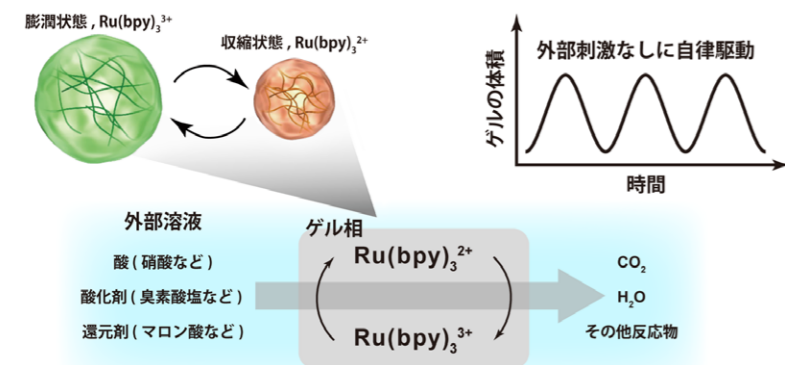 膨潤状態 , Ru(bpy)₃³⁺
収縮状態 , Ru(bpy)₃²⁺
外部刺激なしに自律駆動
ゲルの体積
時間
外部溶液
酸 ( 硝酸など )
酸化剤 ( 臭素酸塩など )
還元剤 ( マロン酸など )
ゲル相
Ru(bpy)₃²⁺
Ru(bpy)₃³⁺
CO₂
H₂O
その他反応物